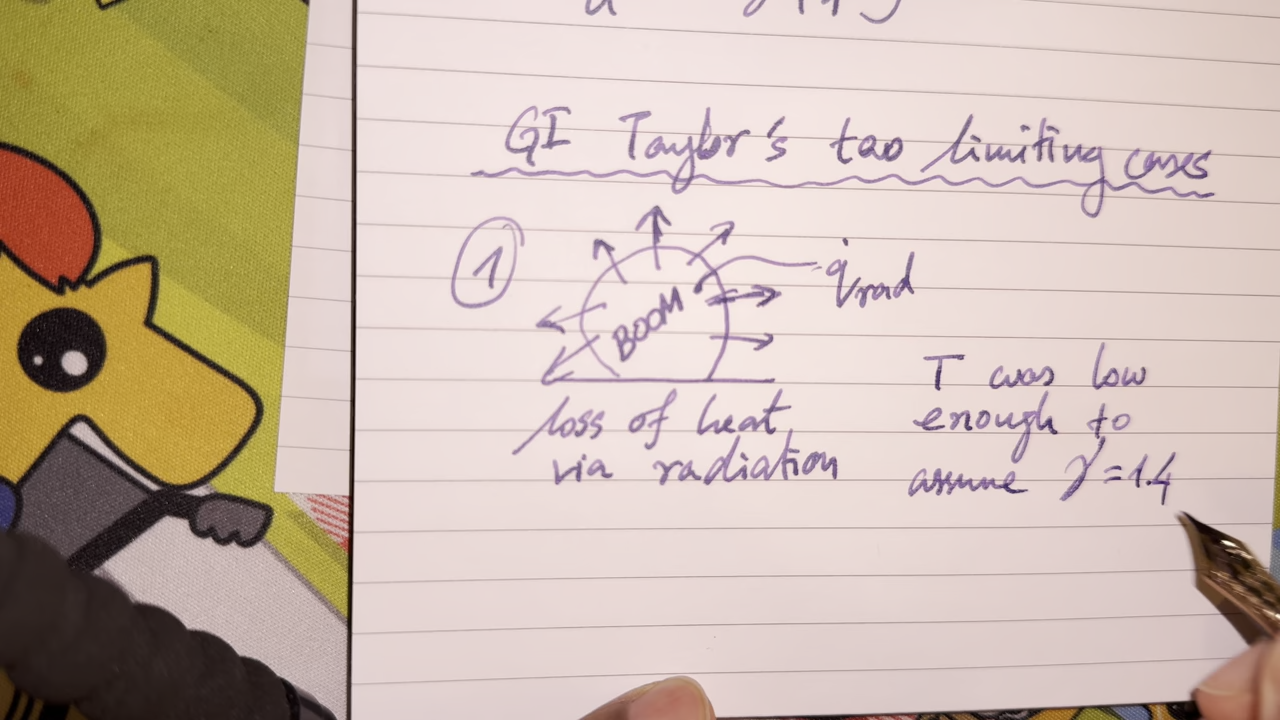 GI Taylor's two limiting cases
1
BOOM
q̇rad
loss of heat
via radiation
T was low
enough to
assume γ=1.4